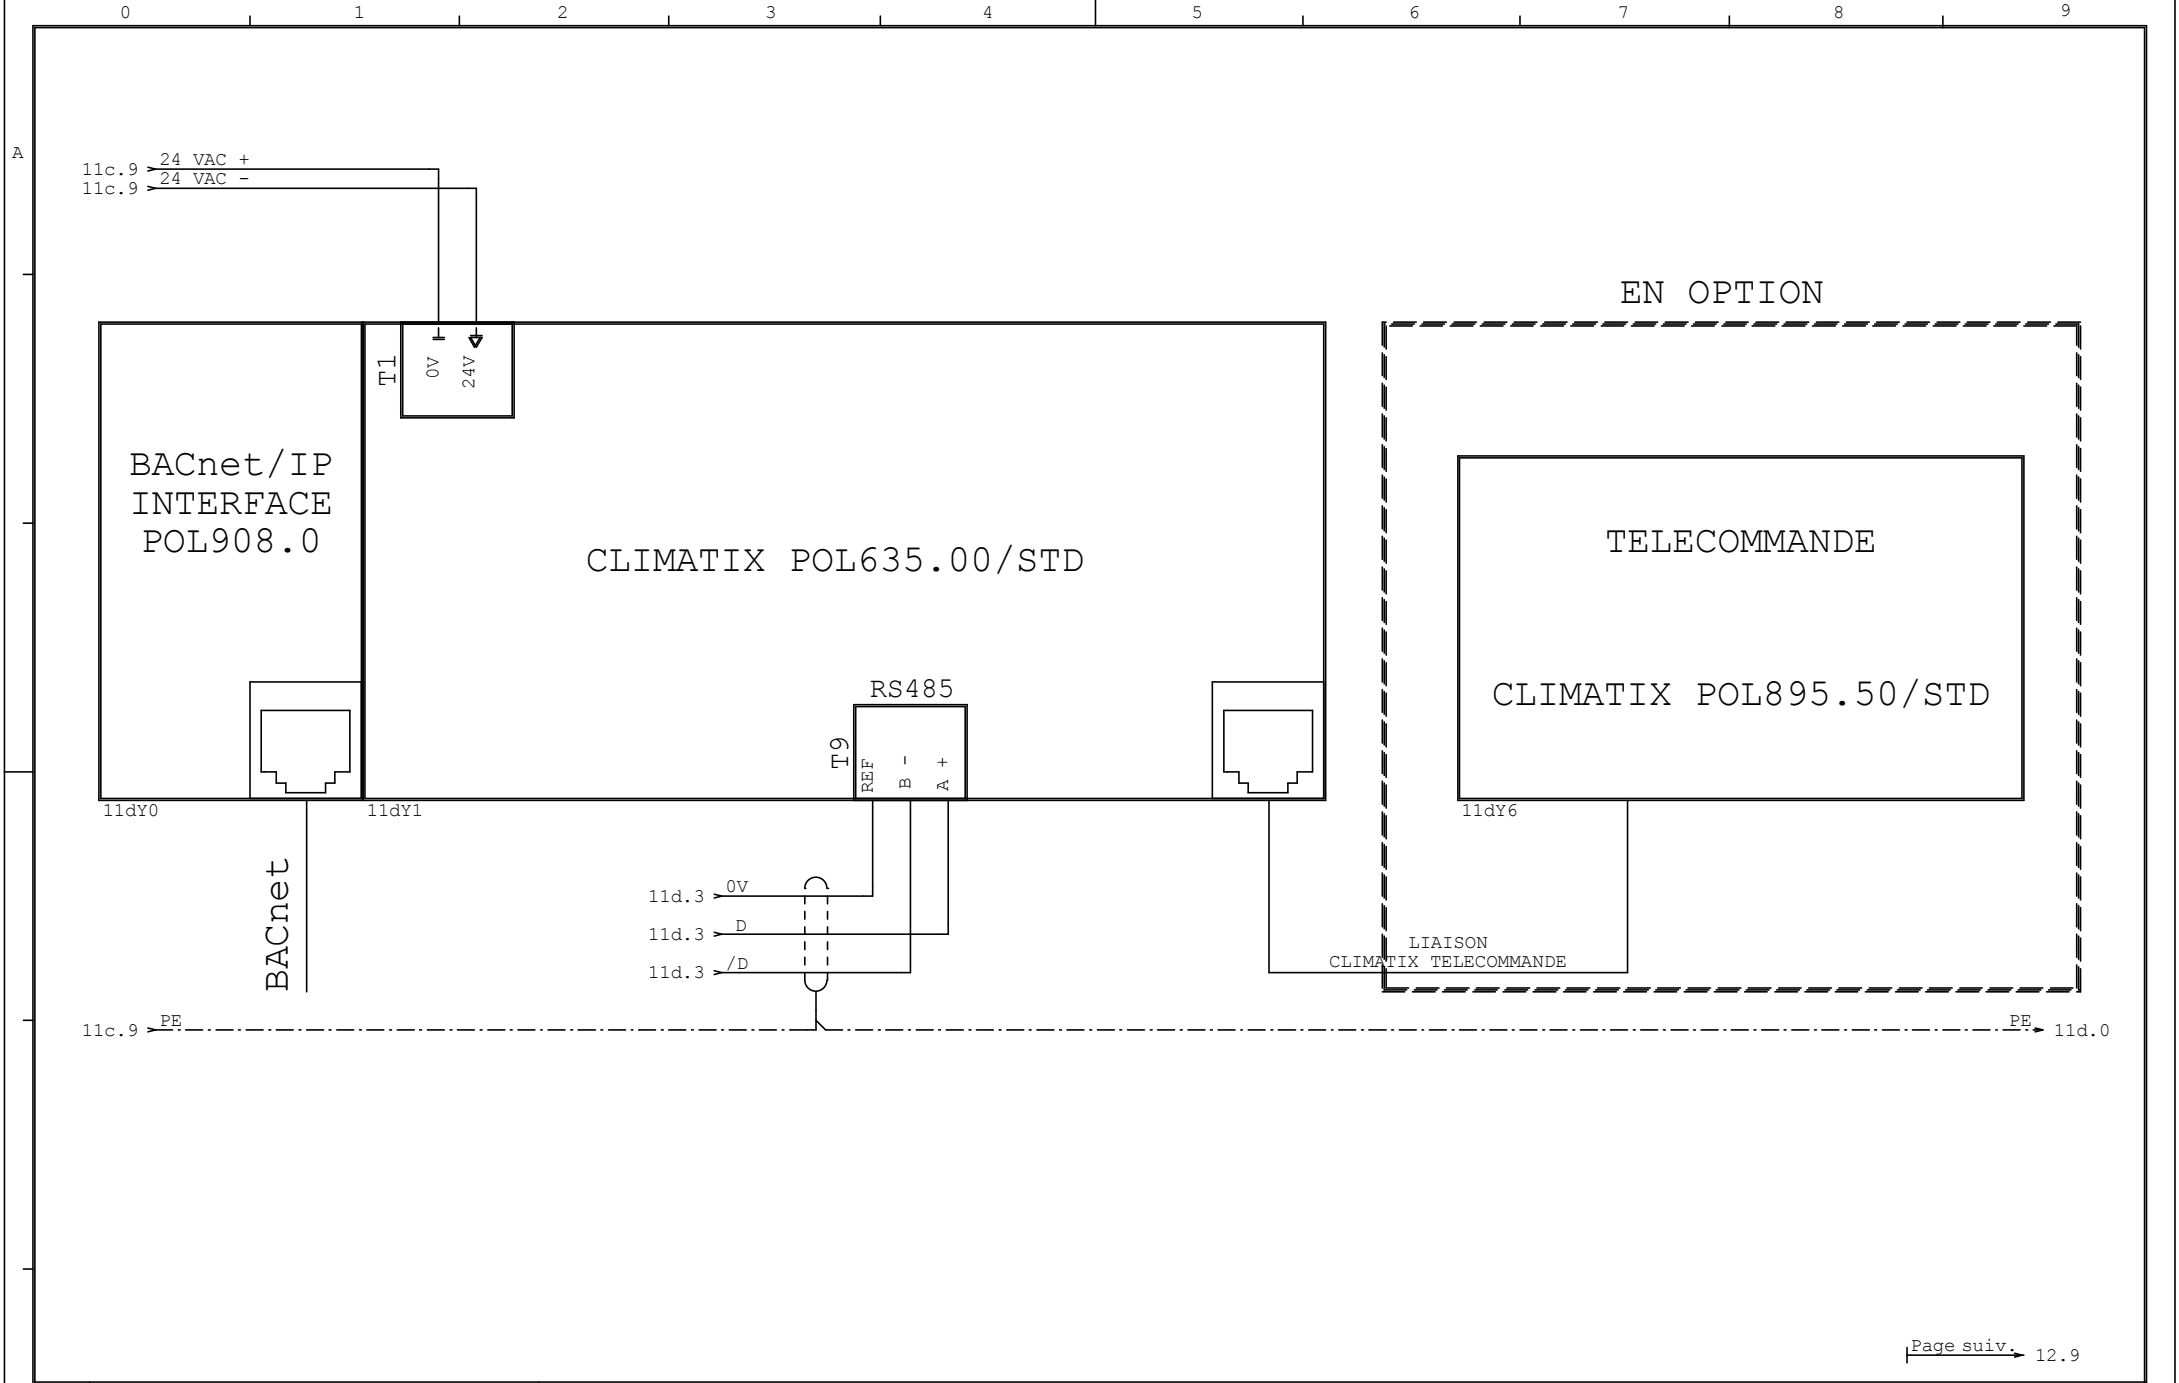 0 1 2 3 4 5 6 7 8 9
A
11c.9 24 VAC +
11c.9 24 VAC -
EN OPTION
T1
0V
24V
BACnet/IP
INTERFACE
POL908.0
CLIMATIX POL635.00/STD
TELECOMMANDE
CLIMATIX POL895.50/STD
RS485
T9
REF
B -
A +
11dY0
11dY1
11dY6
BACnet
11d.3 0V
11d.3 D
11d.3 /D
LIAISON
CLIMATIX TELECOMMANDE
11c.9 PE
PE 11d.0
Page suiv. 12.9